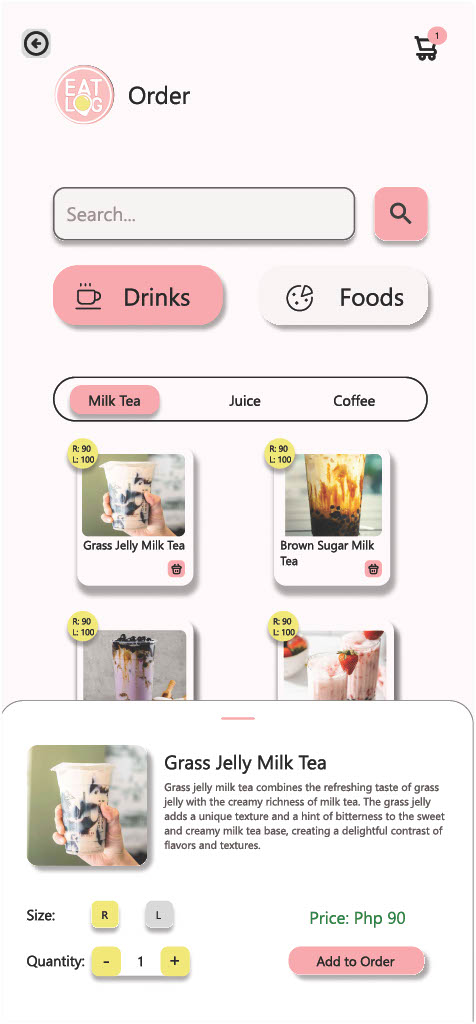 1
EAT
LOG
Order
Search...
Drinks
Foods
Milk Tea
Juice
Coffee
R: 90
L: 100
R: 90
L: 100
Grass Jelly Milk Tea
Brown Sugar Milk
Tea
R: 90
L: 100
R: 90
L: 100
Grass Jelly Milk Tea
Grass jelly milk tea combines the refreshing taste of grass
jelly with the creamy richness of milk tea. The grass jelly
adds a unique texture and a hint of bitterness to the sweet
and creamy milk tea base, creating a delightful contrast of
flavors and textures.
Size:
R
L
Price: Php 90
Quantity:
-
1
+
Add to Order